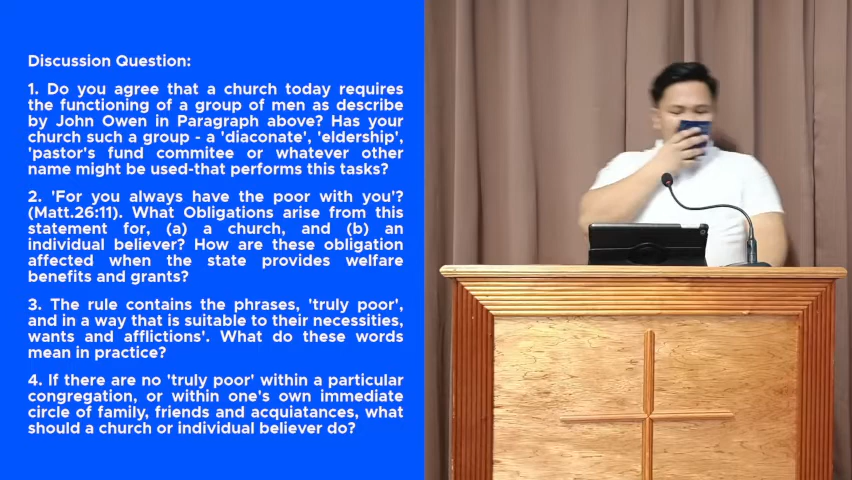 Discussion Question:
1. Do you agree that a church today requires
the functioning of a group of men as describe
by John Owen in Paragraph above? Has your
church such a group - a 'diaconate', 'eldership',
'pastor's fund commitee or whatever other
name might be used-that performs this tasks?
2. 'For you always have the poor with you'?
(Matt.26:11). What Obligations arise from this
statement for, (a) a church, and (b) an
individual believer? How are these obligation
affected when the state provides welfare
benefits and grants?
3. The rule contains the phrases, 'truly poor',
and in a way that is suitable to their necessities,
wants and afflictions'. What do these words
mean in practice?
4. If there are no 'truly poor' within a particular
congregation, or within one's own immediate
circle of family, friends and acquiatances, what
should a church or individual believer do?